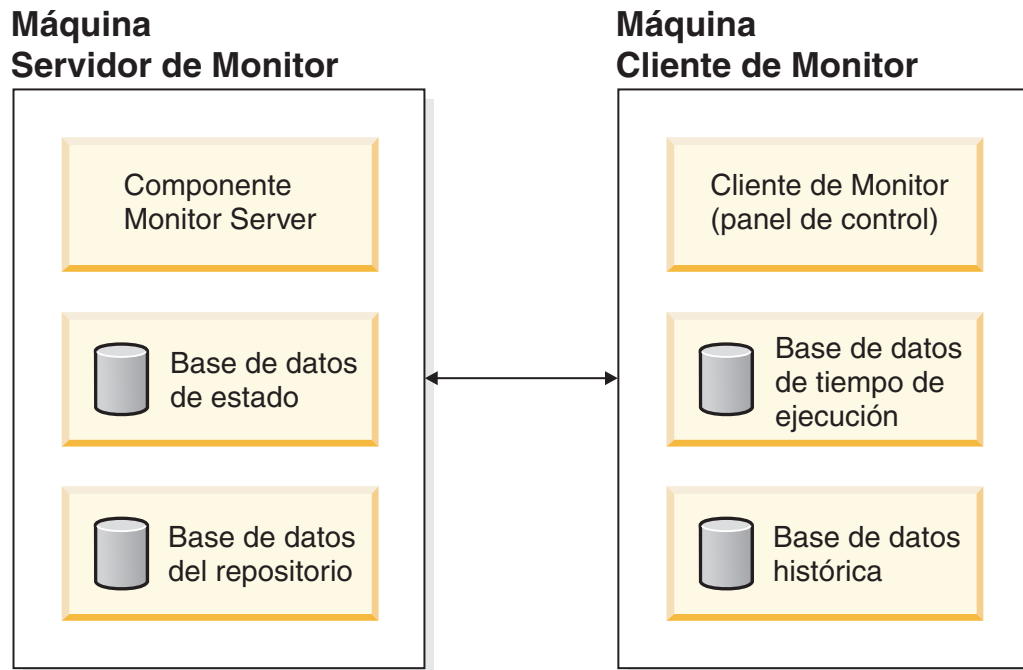 Máquina
Servidor de Monitor
Componente
Monitor Server
Base de datos
de estado
Base de datos
del repositorio
Máquina
Cliente de Monitor
Cliente de Monitor
(panel de control)
Base de datos
de tiempo de
ejecución
Base de datos
histórica